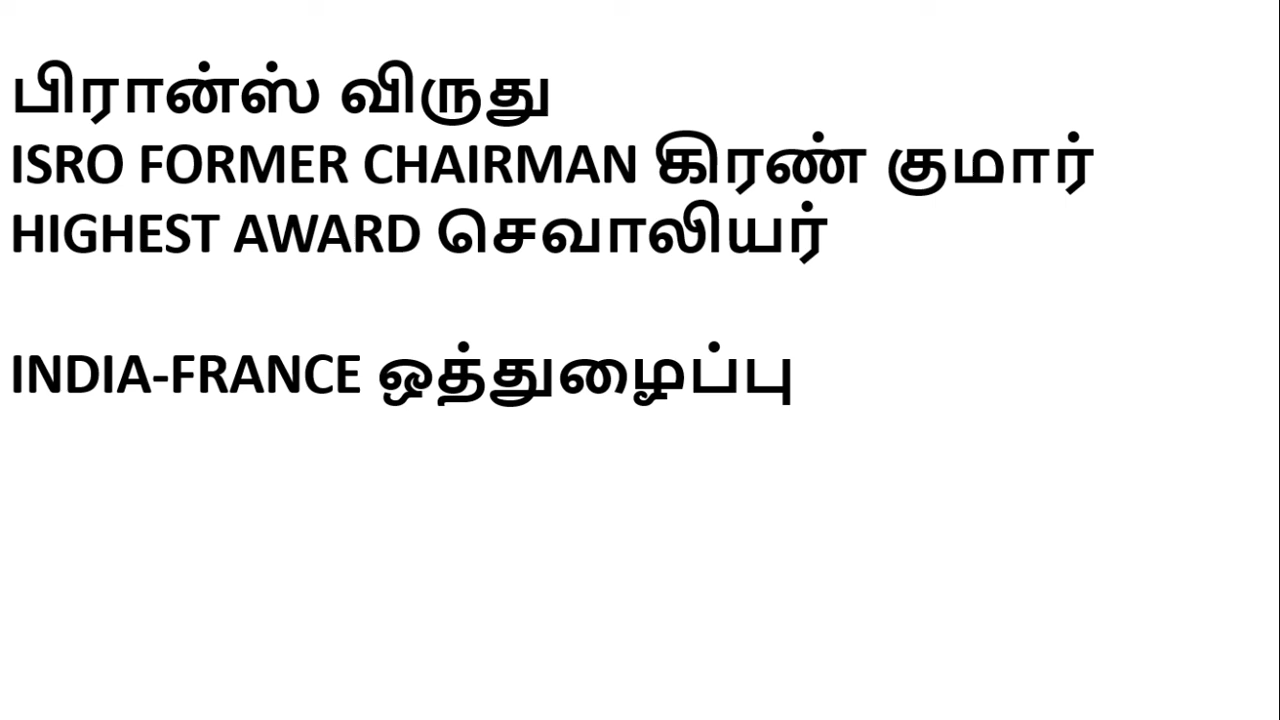 பிரான்ஸ் விருது
ISRO FORMER CHAIRMAN கிரண் குமார்
HIGHEST AWARD செவாலியர்
INDIA-FRANCE ஒத்துழைப்பு